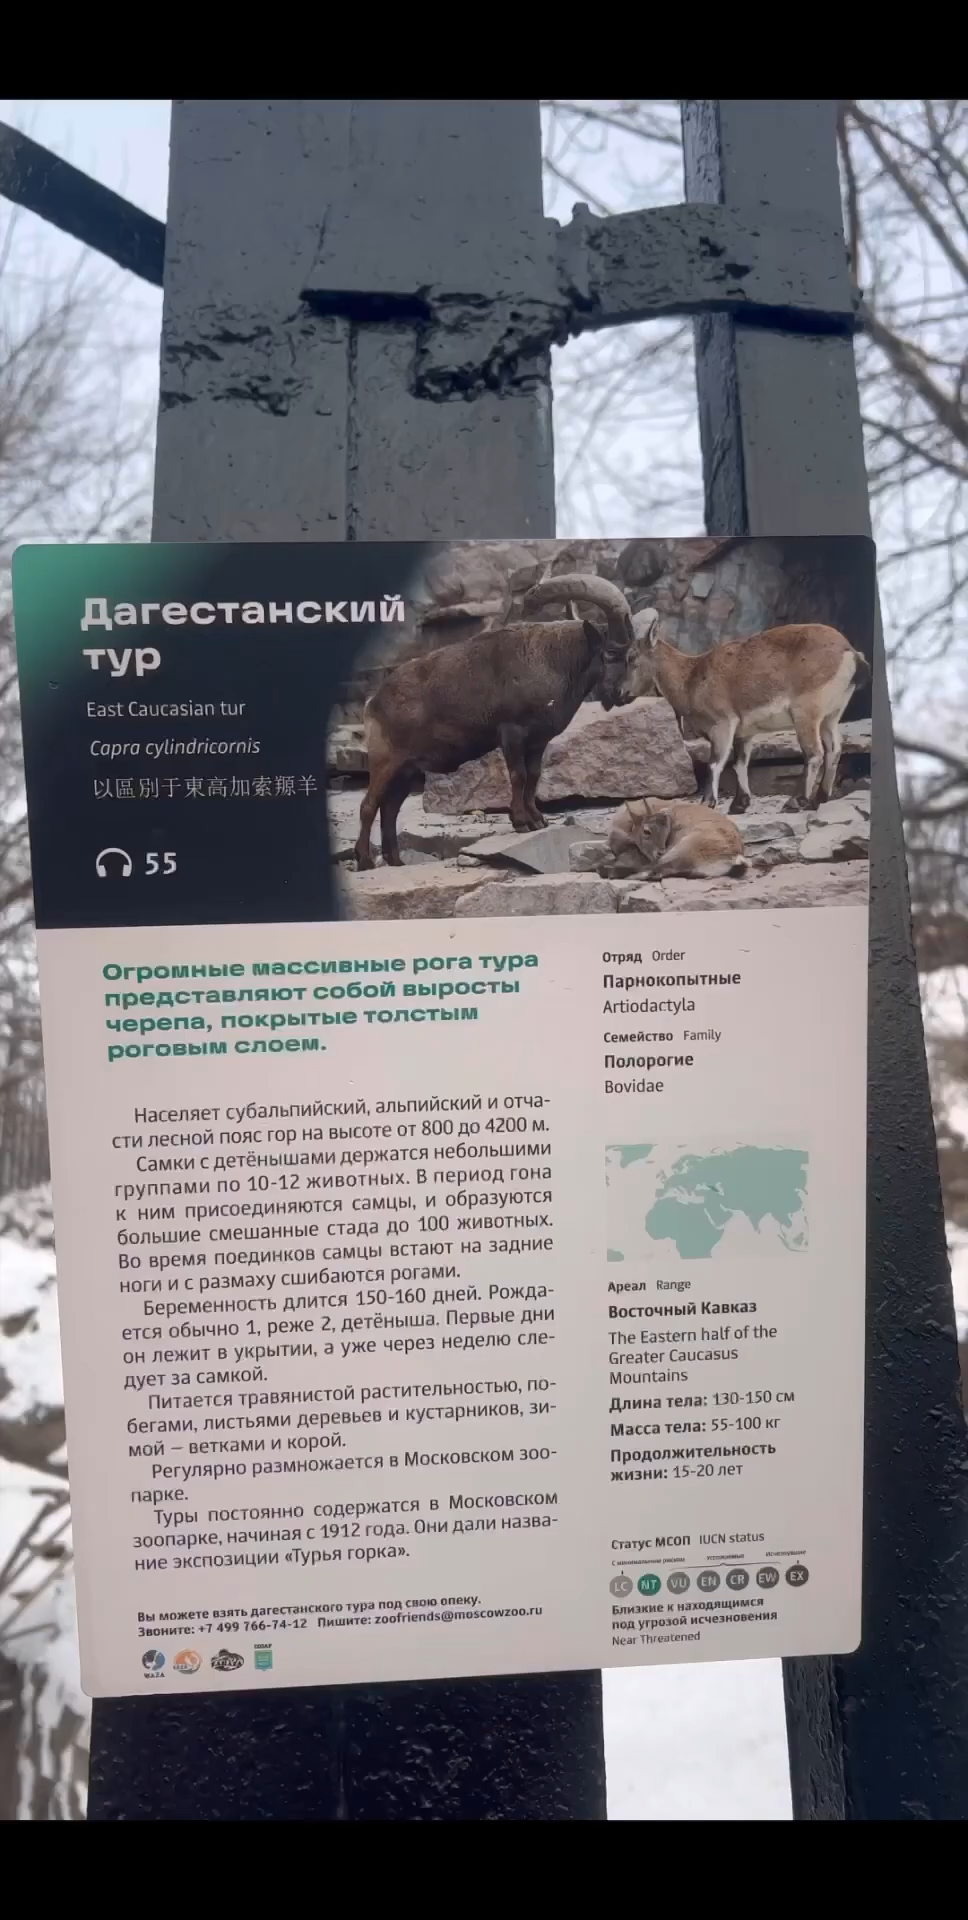 Дагестанский
тур
East Caucasian tur
Capra cylindricornis
以區別于東高加索羱羊
55
Огромные массивные рога тура
представляют собой выросты
черепа, покрытые толстым
роговым слоем.
Населяет субальпийский, альпийский и отча-
сти лесной пояс гор на высоте от 800 до 4200 м.
Самки с детёнышами держатся небольшими
группами по 10-12 животных. В период гона
к ним присоединяются самцы, и образуются
большие смешанные стада до 100 животных.
Во время поединков самцы встают на задние
ноги и с размаху сшибаются рогами.
Беременность длится 150-160 дней. Рожда-
ется обычно 1, реже 2, детёныша. Первые дни
он лежит в укрытии, а уже через неделю сле-
дует за самкой.
Питается травянистой растительностью, по-
бегами, листьями деревьев и кустарников, зи-
мой – ветками и корой.
Регулярно размножается в Московском зоо-
парке.
Туры постоянно содержатся в Московском
зоопарке, начиная с 1912 года. Они дали назва-
ние экспозиции «Турья горка».
Вы можете взять дагестанского тура под свою опеку.
Звоните: +7 499 766-74-12 Пишите: zoofriends@moscowzoo.ru
WAZA
Отряд Order
Парнокопытные
Artiodactyla
Семейство Family
Полорогие
Bovidae
Ареал Range
Восточный Кавказ
The Eastern half of the
Greater Caucasus
Mountains
Длина тела: 130-150 см
Масса тела: 55-100 кг
Продолжительность
жизни: 15-20 лет
Статус МСОП IUCN status
С минимальным риском Угрожаемые Исчезнувшие
LC NT VU EN CR EW EX
Близкие к находящимся
под угрозой исчезновения
Near Threatened